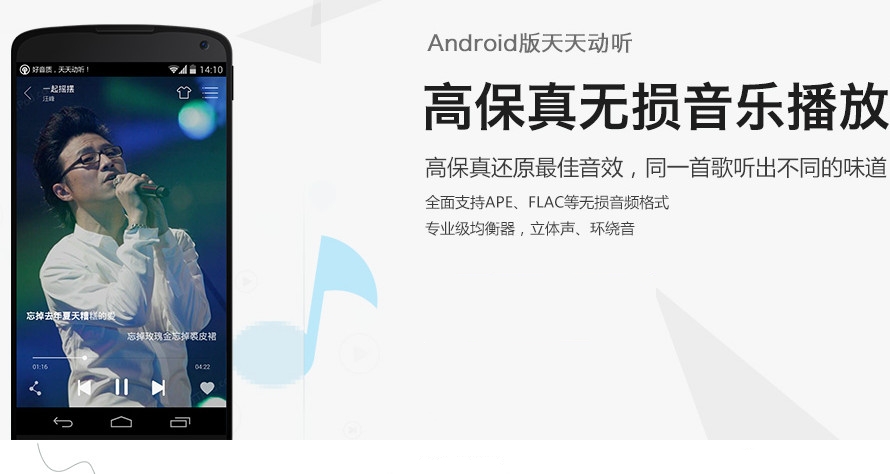 好音质，天天动听！
14:10
一起摇摆
汪峰
忘掉去年夏天糟糕的爱
忘掉玫瑰金忘掉裘皮裙
01:16
04:22
Android版天天动听
高保真无损音乐播放
高保真还原最佳音效，同一首歌听出不同的味道
全面支持APE、FLAC等无损音频格式
专业级均衡器，立体声、环绕音